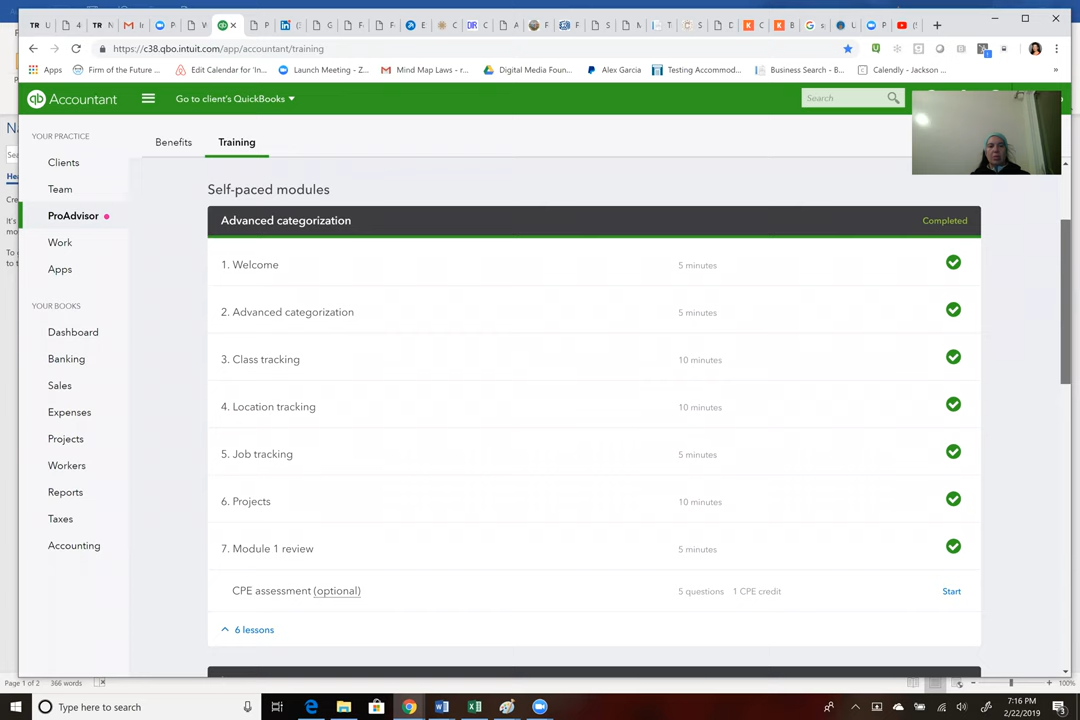 TR
https://c38.qbo.intuit.com/app/accountant/training
Apps
Firm of the Future ...
Edit Calendar for 'In...
Launch Meeting - Z...
Mind Map Laws - r...
Digital Media Foun...
Alex Garcia
Testing Accommod...
Business Search - B...
Calendly - Jackson ...
»
qb Accountant
Go to client's QuickBooks
Search
YOUR PRACTICE
Clients
Team
ProAdvisor
Work
Apps
YOUR BOOKS
Dashboard
Banking
Sales
Expenses
Projects
Workers
Reports
Taxes
Accounting
Benefits
Training
Self-paced modules
Advanced categorization
Completed
1. Welcome
5 minutes
2. Advanced categorization
5 minutes
3. Class tracking
10 minutes
4. Location tracking
10 minutes
5. Job tracking
5 minutes
6. Projects
10 minutes
7. Module 1 review
5 minutes
CPE assessment (optional)
5 questions
1 CPE credit
Start
6 lessons
Page 1 of 2
366 words
100%
Type here to search
7:16 PM
2/22/2019